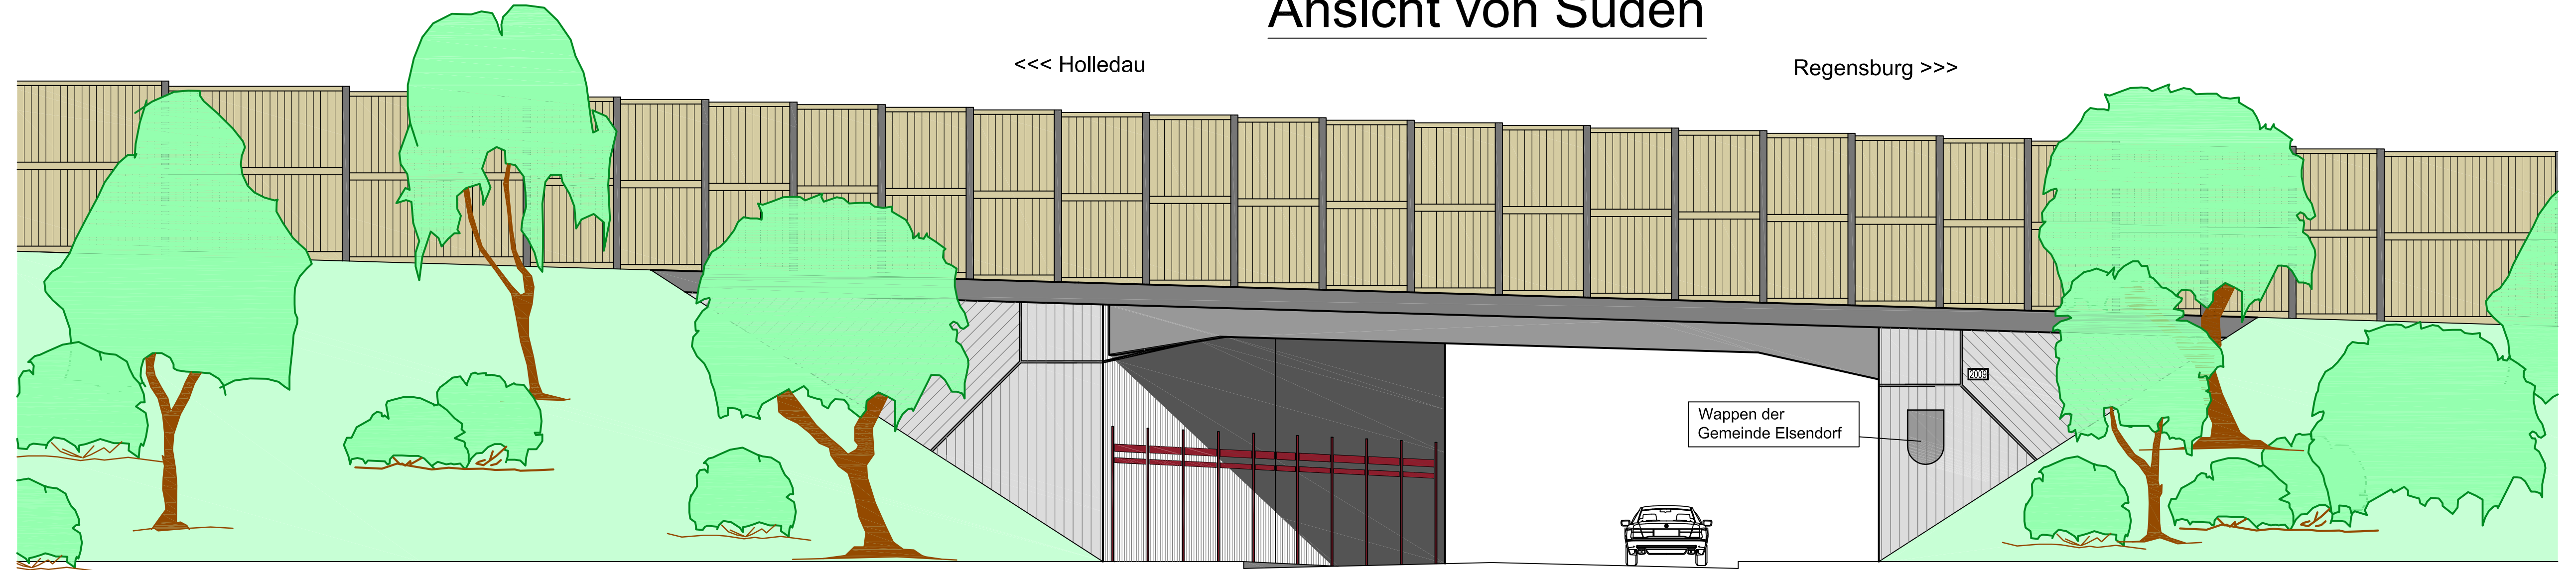 Ansicht von Süden
<<< Holledau
Regensburg >>>
2009
Wappen der
Gemeinde Elsendorf